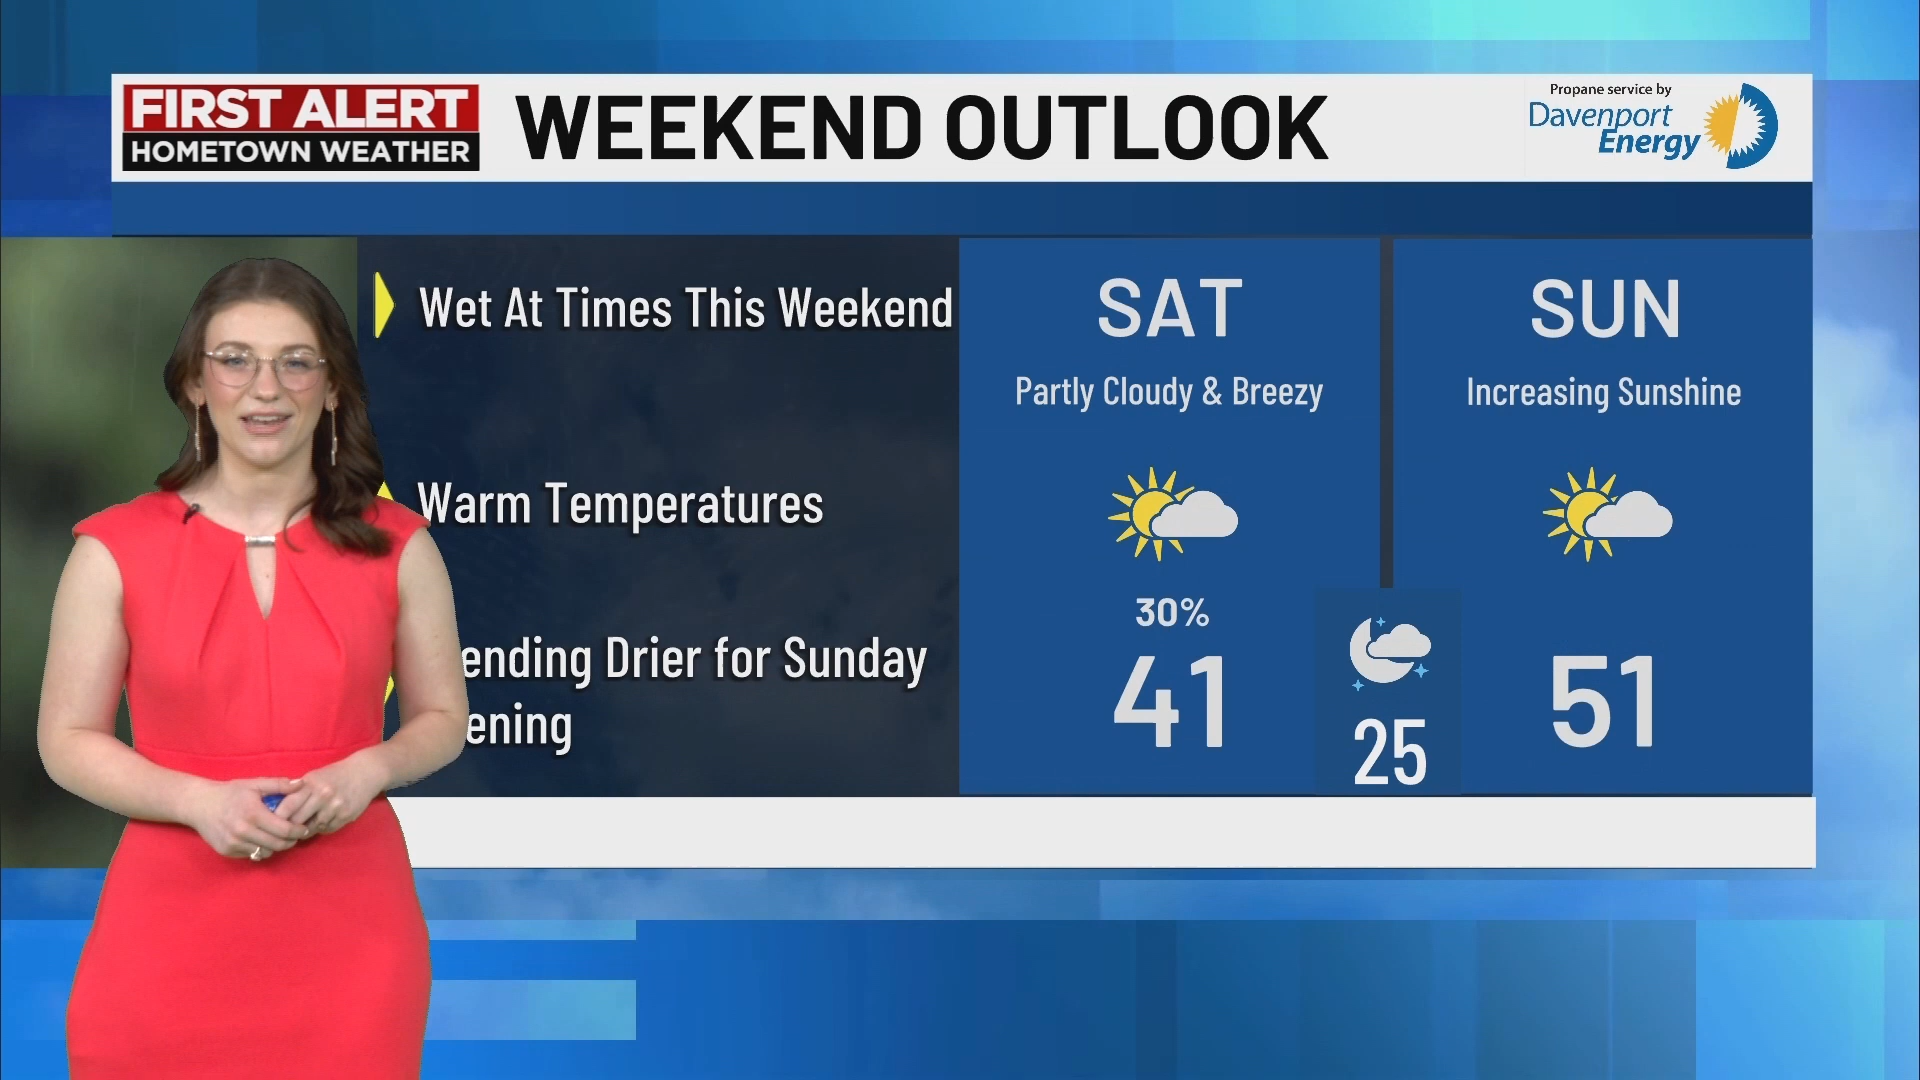 FIRST ALERT
HOMETOWN WEATHER
WEEKEND OUTLOOK
Propane service by
Davenport
Energy
Wet At Times This Weekend
Warm Temperatures
ending Drier for Sunday
ening
SAT
Partly Cloudy & Breezy
30%
41
25
SUN
Increasing Sunshine
51